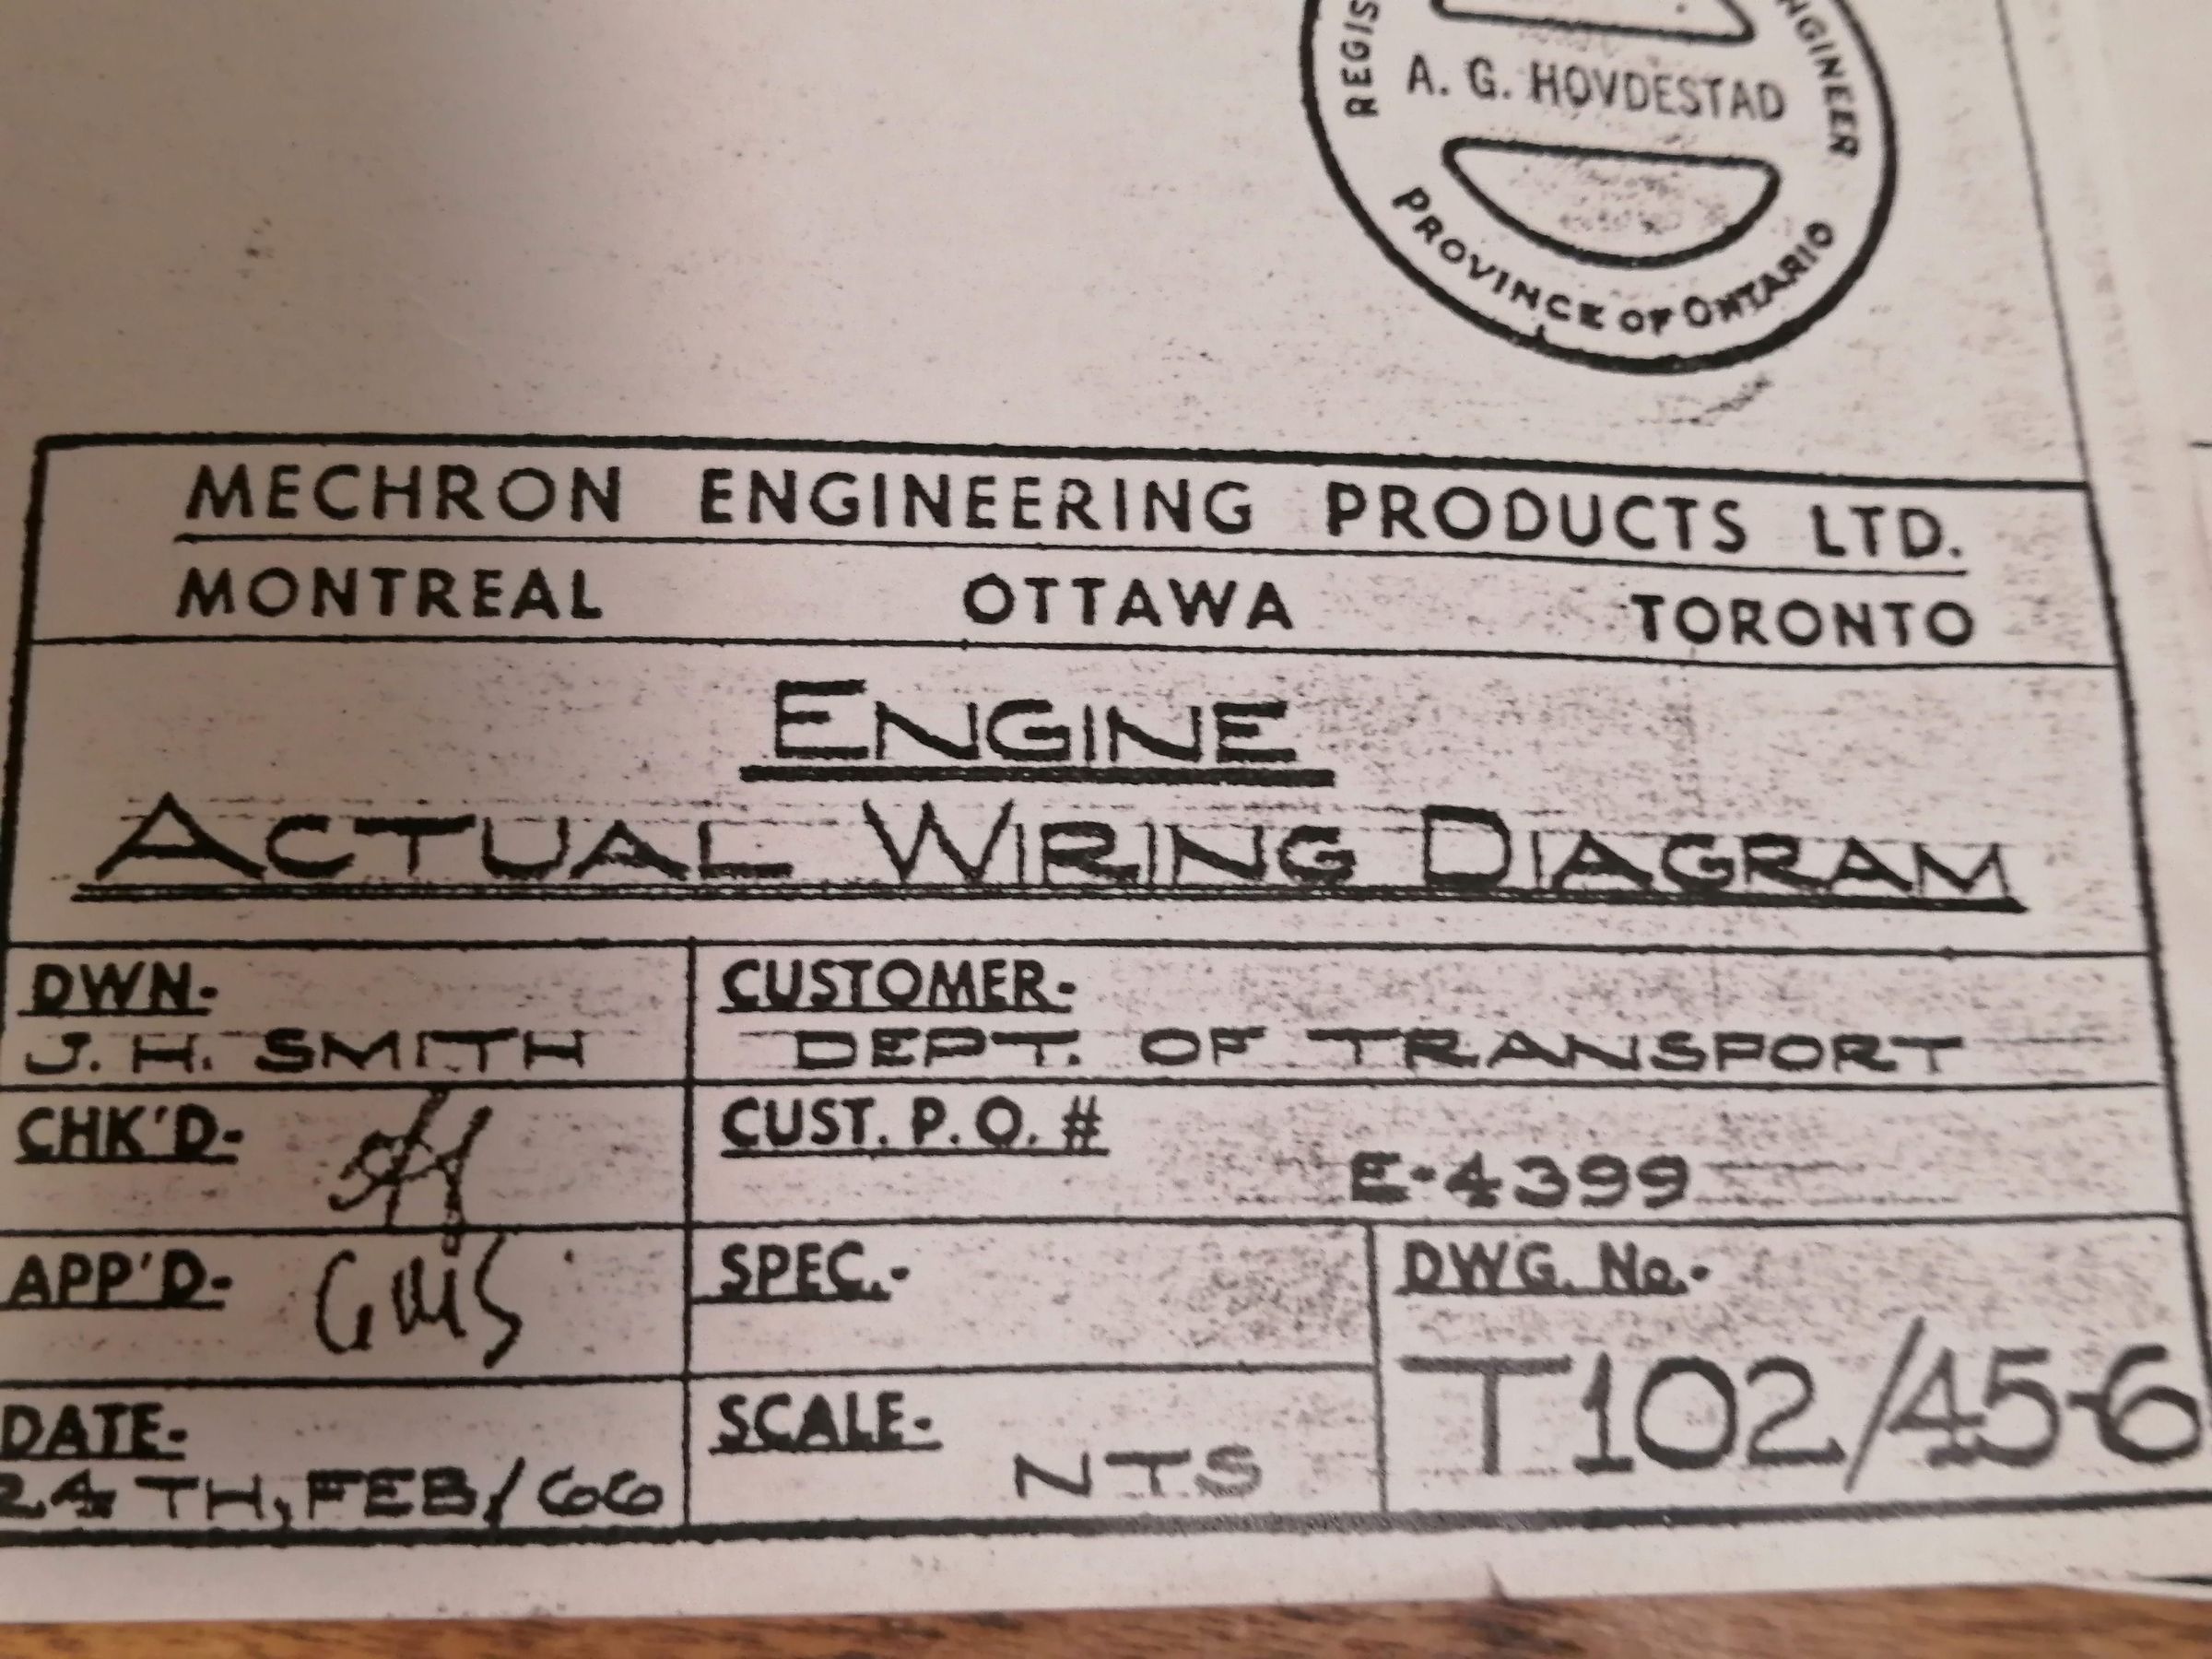 REGIS
NGINEER
A. G. HOVDESTAD
PROVINCE OF ONTARIO
MECHRON ENGINEERING PRODUCTS LTD.
MONTREAL OTTAWA TORONTO
ENGINE
ACTUAL WIRING DIAGRAM
DWN-
J. H. SMITH
CUSTOMER-
DEPT. OF TRANSPORT
CHK'D-
CUST. P.O. #
E-4399
APP'D-
SPEC.-
DWG. No.-
T102/45-6
DATE-
24 TH, FEB/66
SCALE-
NTS